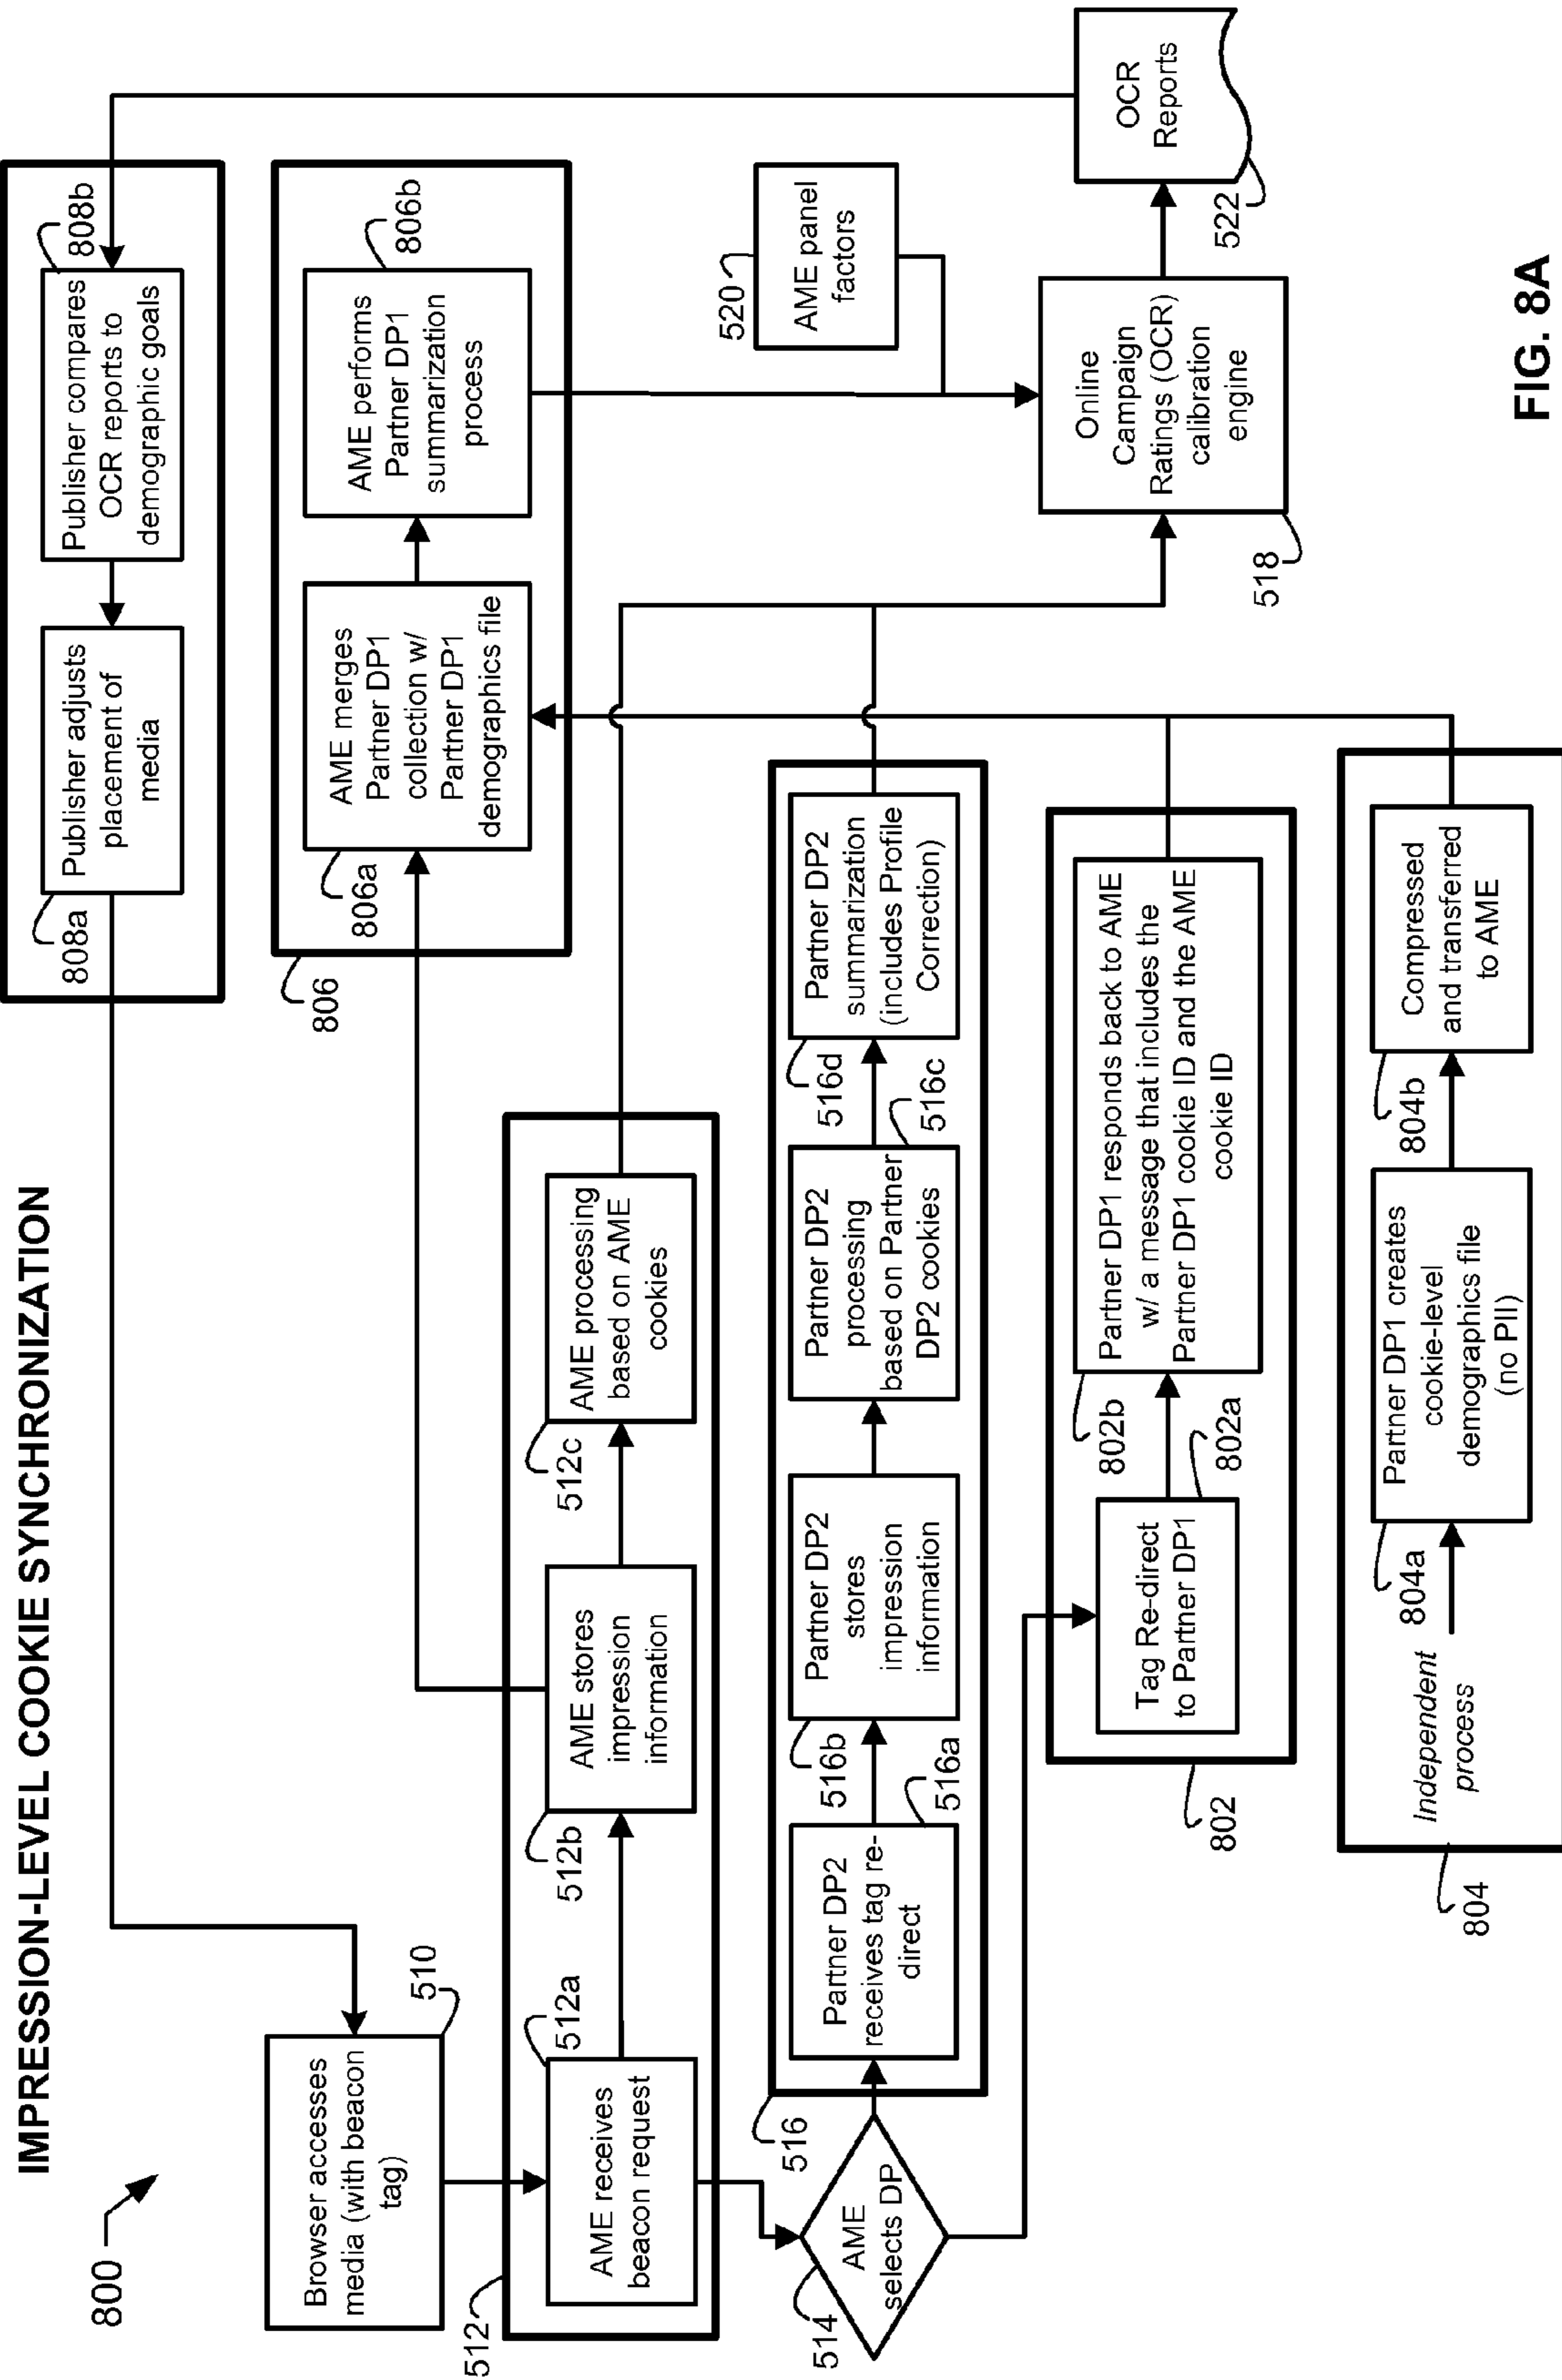 IMPRESSION-LEVEL COOKIE SYNCHRONIZATION
800
Browser accesses
media (with beacon
tag)
510
Publisher adjusts
placement of
media
808a
Publisher compares
OCR reports to
demographic goals
808b
512
AME receives
beacon request
512a
AME stores
impression
information
512b
AME processing
based on AME
cookies
512c
806
AME merges
Partner DP1
collection w/
Partner DP1
demographics file
806a
AME performs
Partner DP1
summarization
process
806b
AME
selects DP
514
516
Partner DP2
receives tag re-
direct
516a
Partner DP2
stores
impression
information
516b
Partner DP2
processing
based on Partner
DP2 cookies
516c
Partner DP2
summarization
(includes Profile
Correction)
516d
520
AME panel
factors
802
Tag Re-direct
to Partner DP1
802a
Partner DP1 responds back to AME
w/ a message that includes the
Partner DP1 cookie ID and the AME
cookie ID
802b
Online
Campaign
Ratings (OCR)
calibration
engine
518
OCR
Reports
522
804
Independent
process
Partner DP1 creates
cookie-level
demographics file
(no PII)
804a
Compressed
and transferred
to AME
804b
FIG. 8A